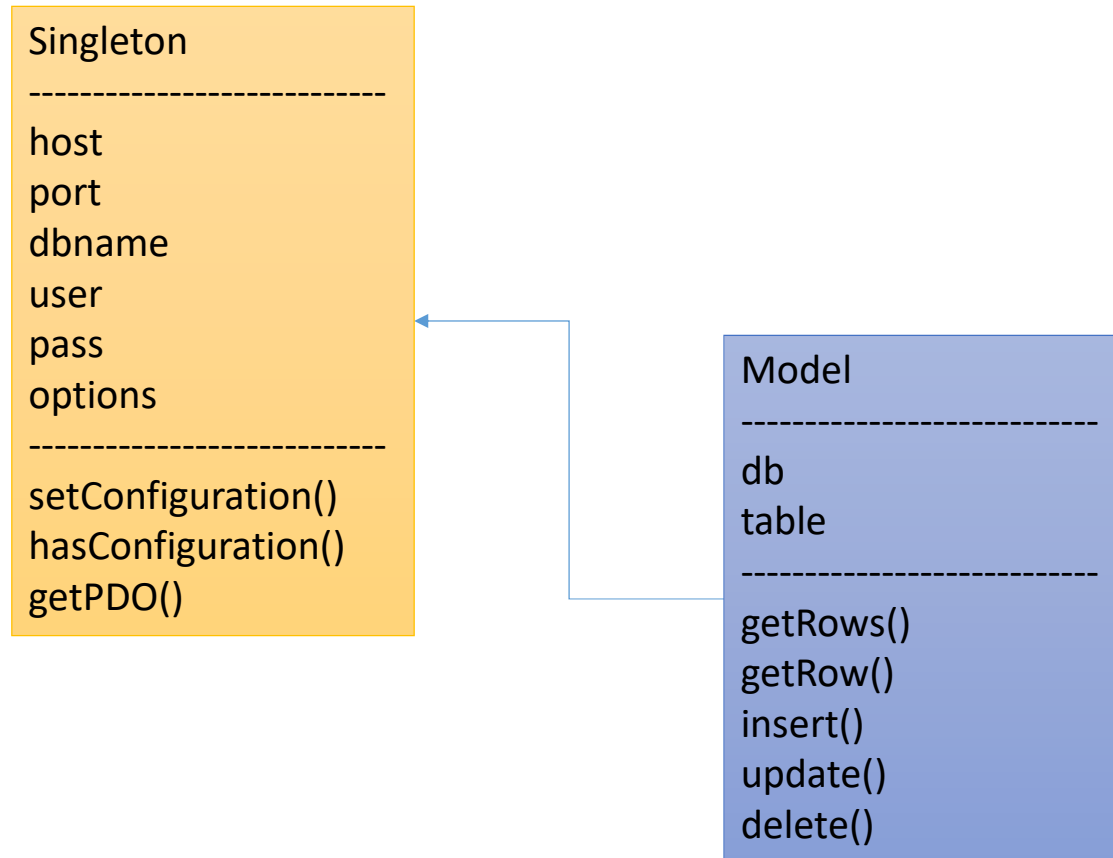 Singleton
----------------------------
host
port
dbname
user
pass
options
----------------------------
setConfiguration()
hasConfiguration()
getPDO()
Model
----------------------------
db
table
----------------------------
getRows()
getRow()
insert()
update()
delete()